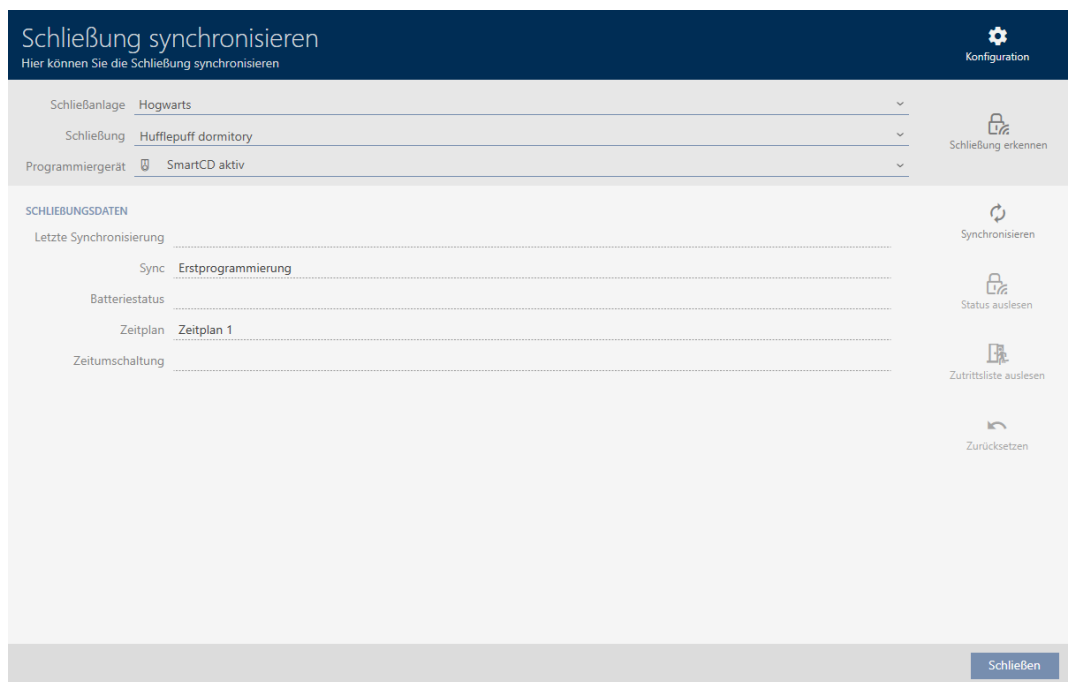 Schließung synchronisieren
Hier können Sie die Schließung synchronisieren
Konfiguration
Schließanlage Hogwarts
Schließung Hufflepuff dormitory
Programmiergerät SmartCD aktiv
Schließung erkennen
SCHLIEßUNGSDATEN
Letzte Synchronisierung
Sync Erstprogrammierung
Batteriestatus
Zeitplan Zeitplan 1
Zeitumschaltung
Synchronisieren
Status auslesen
Zutrittsliste auslesen
Zurücksetzen
Schließen